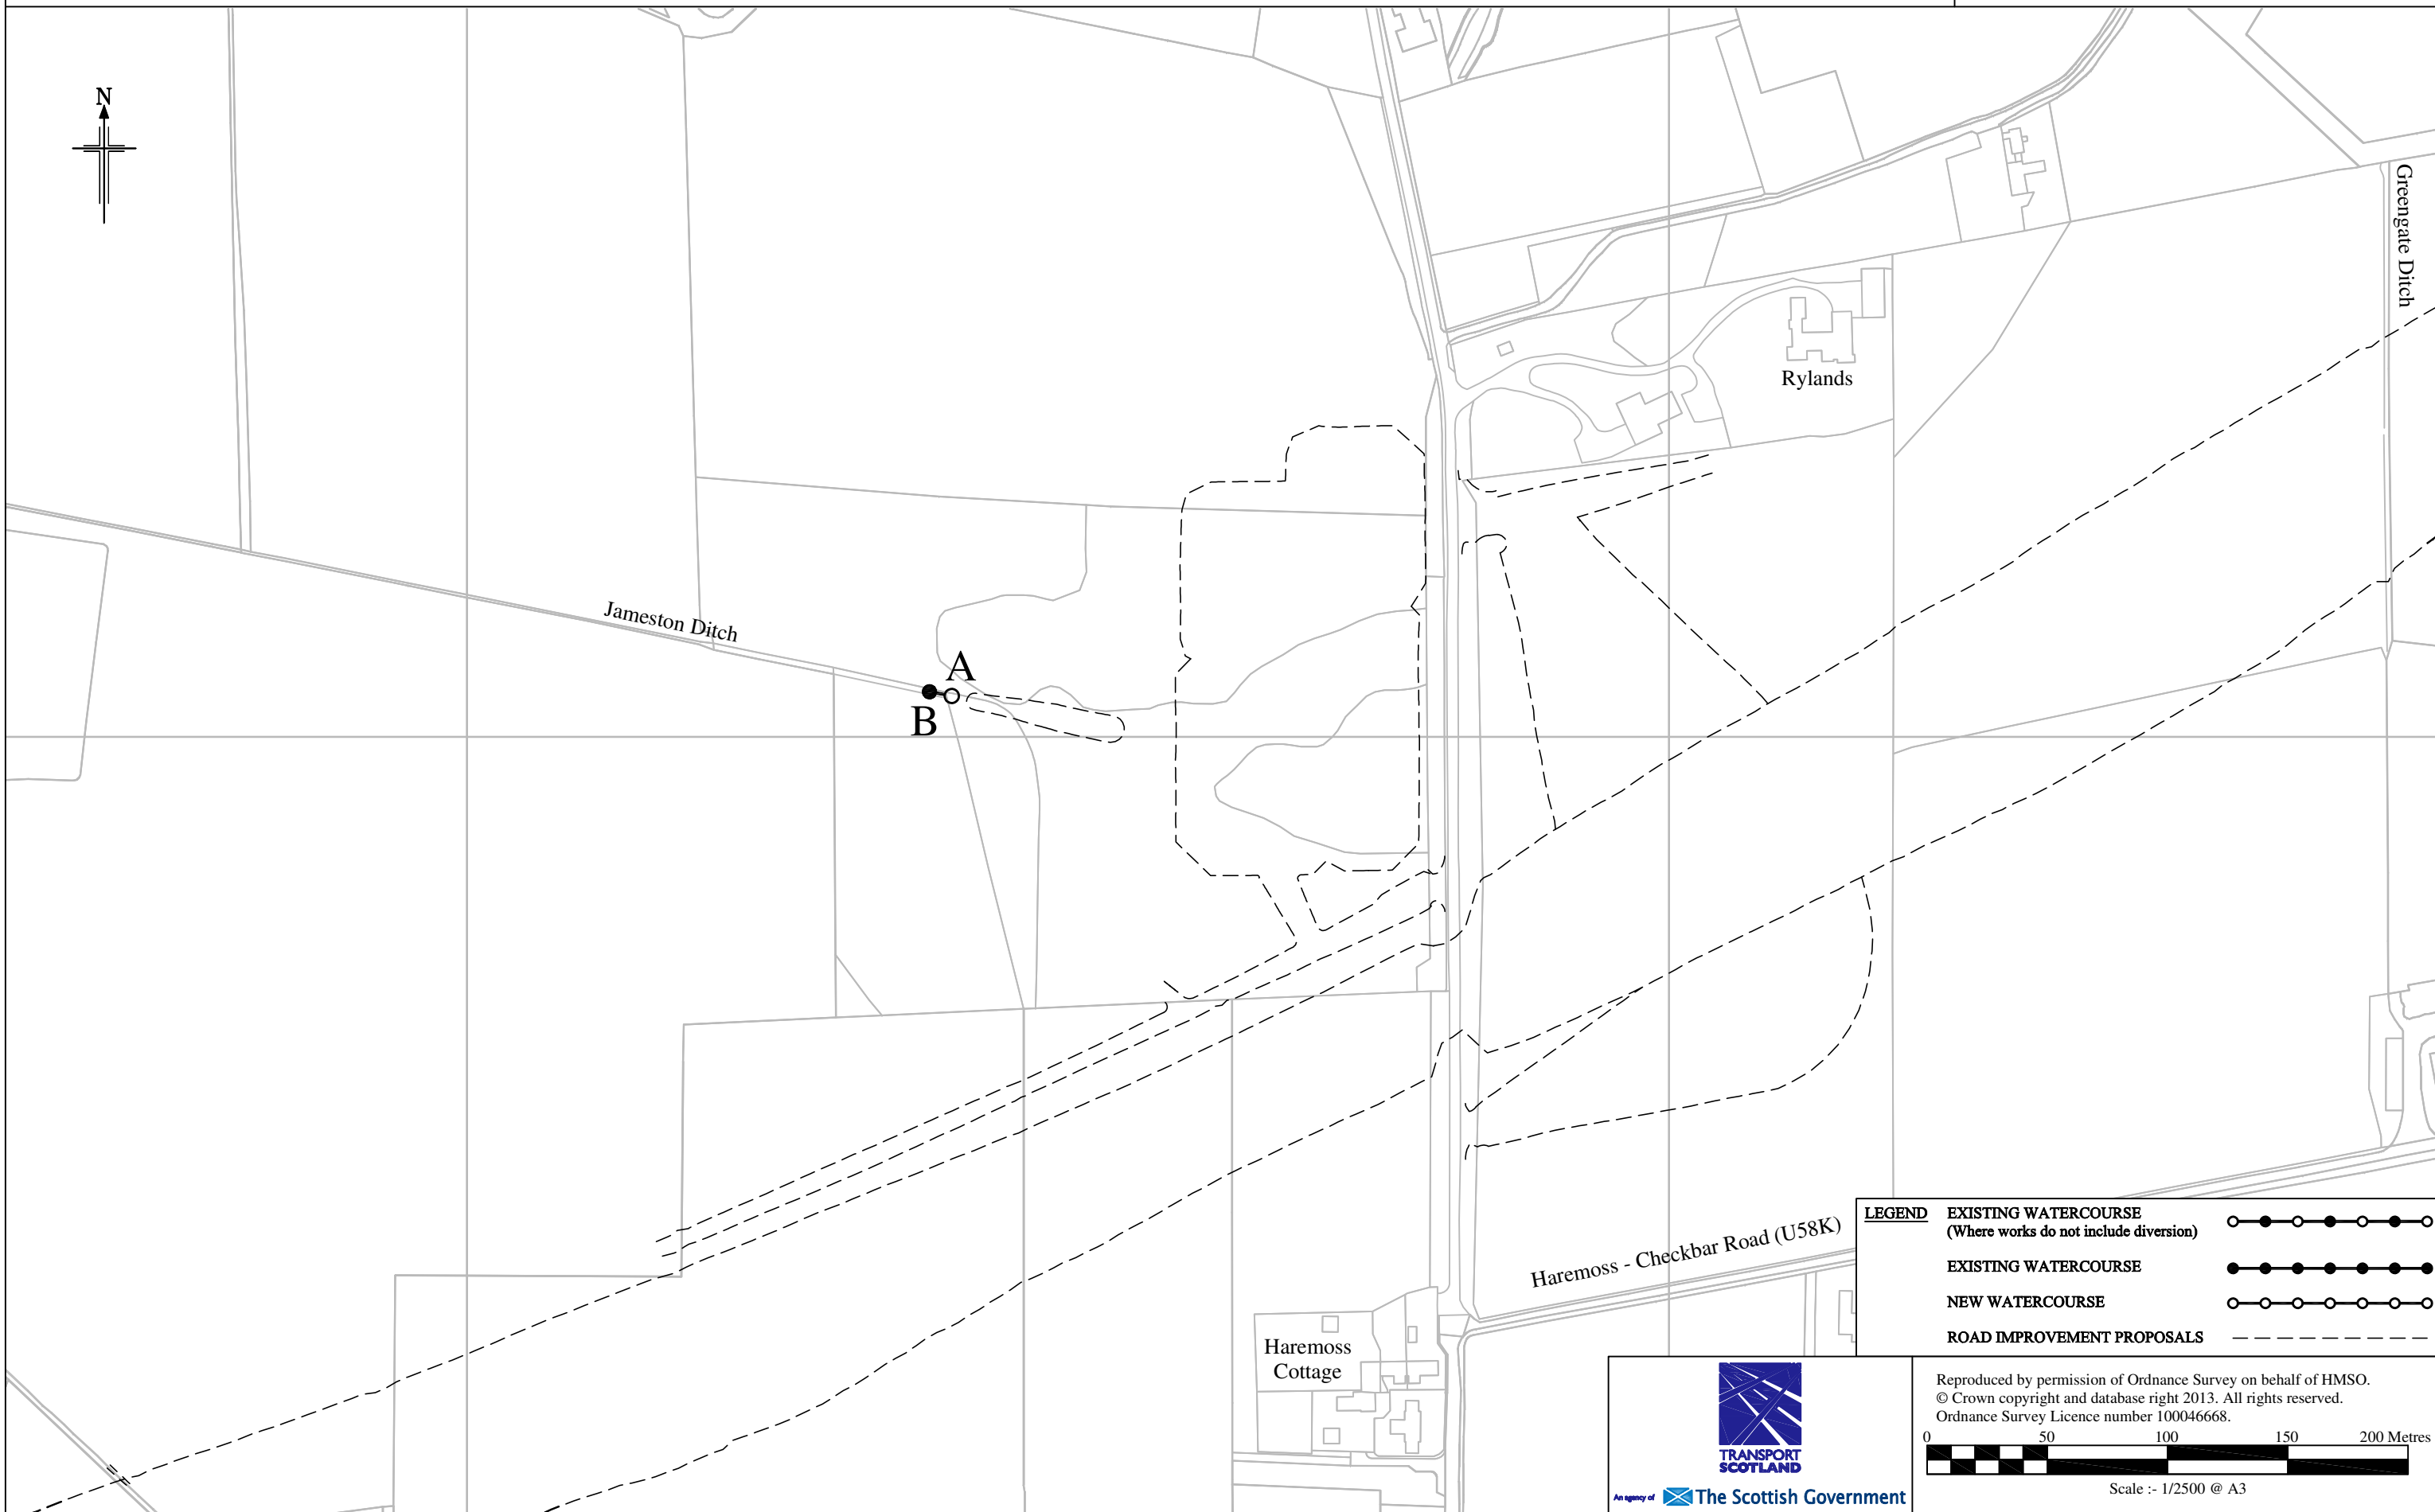 N
Greengate Ditch
Rylands
Jameston Ditch
A
B
Haremoss - Checkbar Road (U58K)
Haremoss
Cottage
LEGEND
EXISTING WATERCOURSE
(Where works do not include diversion)
EXISTING WATERCOURSE
NEW WATERCOURSE
ROAD IMPROVEMENT PROPOSALS
TRANSPORT
SCOTLAND
An agency of The Scottish Government
Reproduced by permission of Ordnance Survey on behalf of HMSO.
© Crown copyright and database right 2013. All rights reserved.
Ordnance Survey Licence number 100046668.
0 50 100 150 200 Metres
Scale :- 1/2500 @ A3